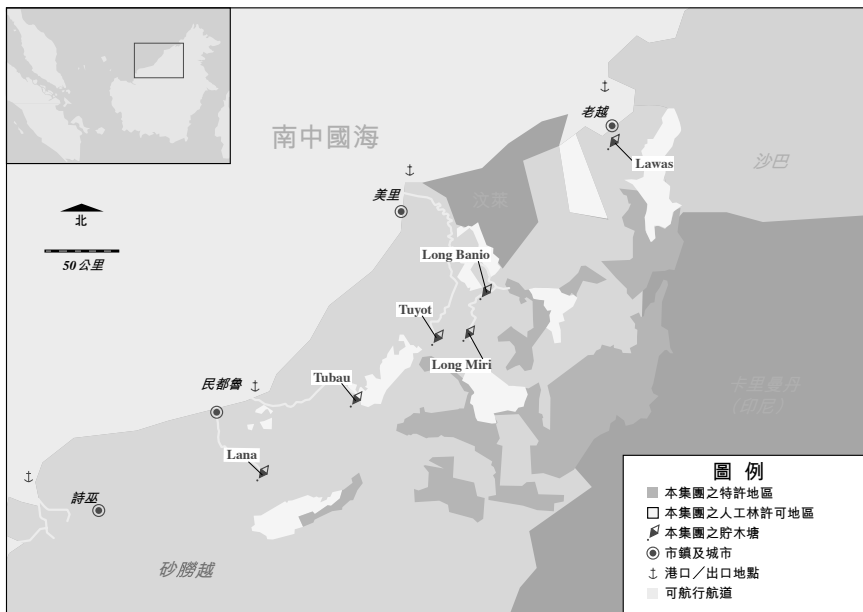 南中國海
老越
Lawas
沙巴
美里
汶萊
北
50公里
Long Banio
Tuyot
Long Miri
Tubau
民都魯
卡里曼丹
（印尼）
Lana
詩巫
砂朥越
圖 例
本集團之特許地區
本集團之人工林許可地區
本集團之貯木塘
市鎮及城市
港口／出口地點
可航行航道